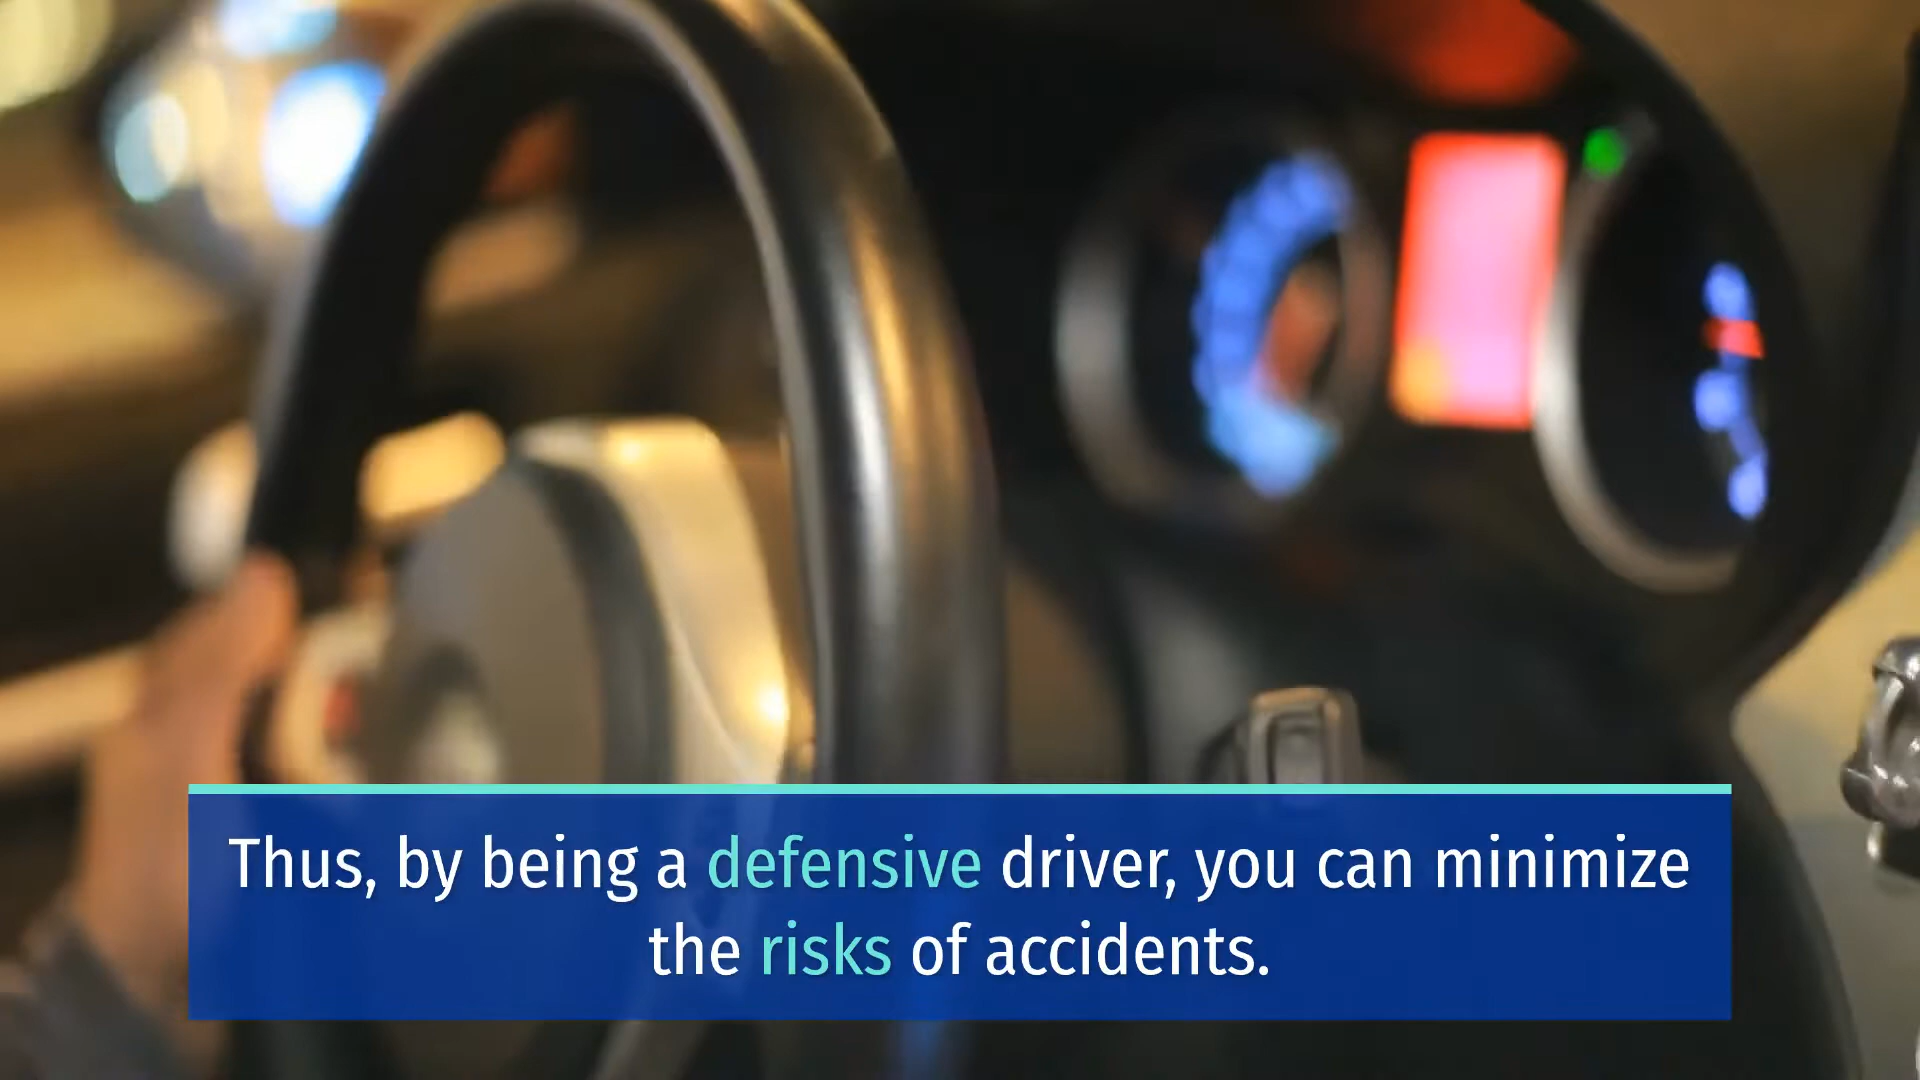 Thus, by being a defensive driver, you can minimize
the risks of accidents.